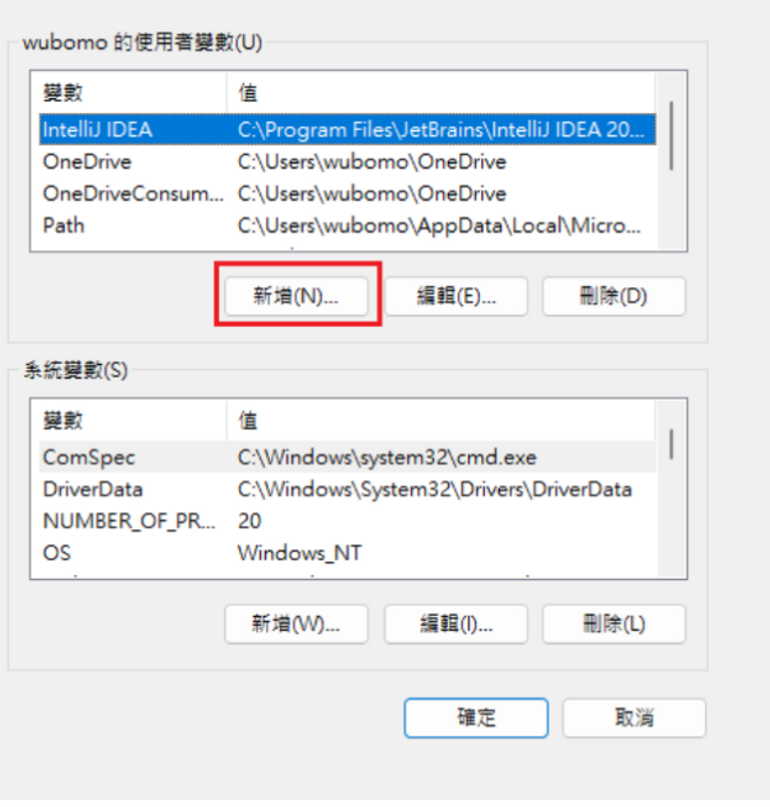 wubomo 的使用者變數(U)
變數 值
IntelliJ IDEA C:\Program Files\JetBrains\IntelliJ IDEA 20...
OneDrive C:\Users\wubomo\OneDrive
OneDriveConsum... C:\Users\wubomo\OneDrive
Path C:\Users\wubomo\AppData\Local\Micro...
新增(N)... 編輯(E)... 刪除(D)
系統變數(S)
變數 值
ComSpec C:\Windows\system32\cmd.exe
DriverData C:\Windows\System32\Drivers\DriverData
NUMBER_OF_PR... 20
OS Windows_NT
新增(W)... 編輯(I)... 刪除(L)
確定 取消